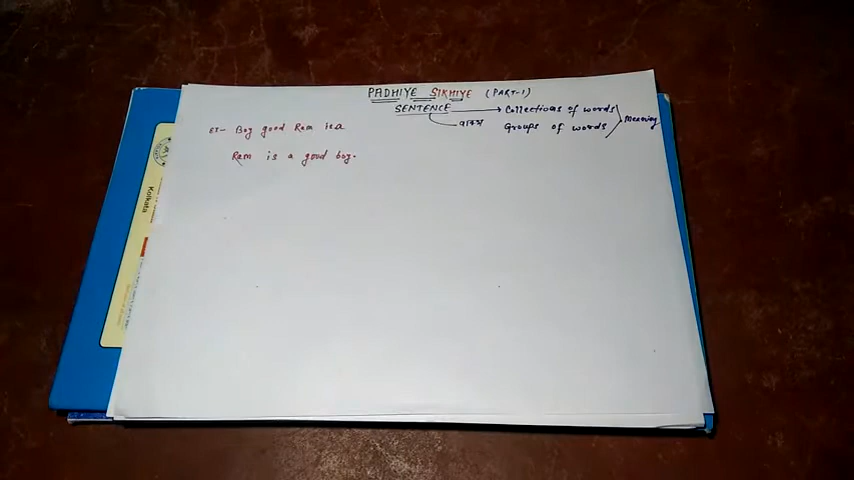 PADHIYE SIKHIYE (PART-1)
SENTENCE → Collections of words
Groups of words
Meaning
EX- Boy good Ram is a
Ram is a good boy.
Kolkata